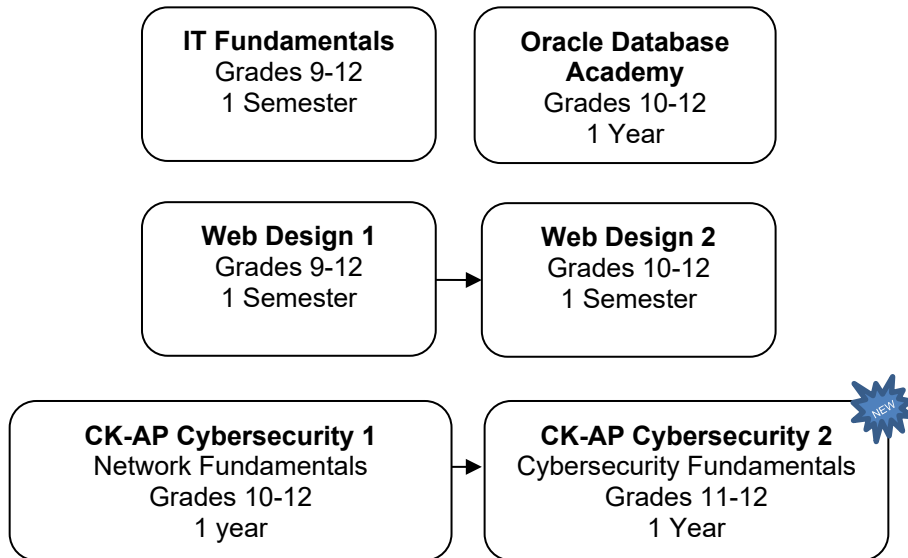 IT Fundamentals
Grades 9-12
1 Semester
Oracle Database
Academy
Grades 10-12
1 Year
Web Design 1
Grades 9-12
1 Semester
Web Design 2
Grades 10-12
1 Semester
CK-AP Cybersecurity 1
Network Fundamentals
Grades 10-12
1 year
NEW
CK-AP Cybersecurity 2
Cybersecurity Fundamentals
Grades 11-12
1 Year